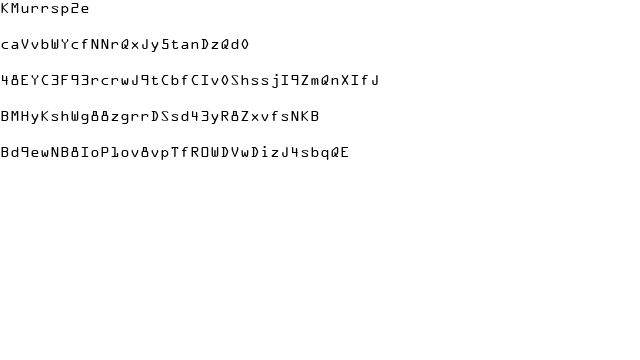 KMurrsp2e
caVvbWYcfNNrQxJy5tanDzQd0
48EYC3F93rcrwJ9tCbfCIv0ShssjI9ZmQnXIfJ
BMHyKshWg88zgrrDSsd43yR8ZxvfsNKB
Bd9ewNB8IoP1ov8vpTfROWDVwDizJ4sbqQE